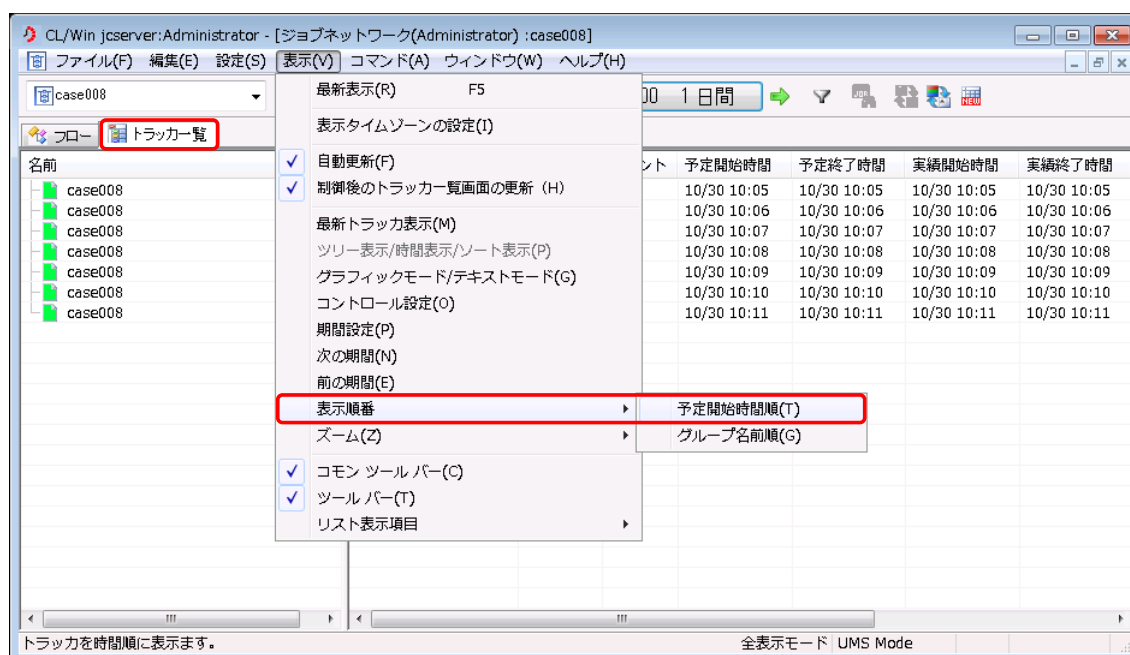 CL/Win jcserver:Administrator - [ジョブネットワーク(Administrator) :case008]
ファイル(F) 編集(E) 設定(S) 表示(V) コマンド(A) ウィンドウ(W) ヘルプ(H)
case008
1 日間
フロー トラッカ一覧
名前 予定開始時間 予定終了時間 実績開始時間 実績終了時間
case008 10/30 10:05 10/30 10:05 10/30 10:05 10/30 10:05
case008 10/30 10:06 10/30 10:06 10/30 10:06 10/30 10:06
case008 10/30 10:07 10/30 10:07 10/30 10:07 10/30 10:07
case008 10/30 10:08 10/30 10:08 10/30 10:08 10/30 10:08
case008 10/30 10:09 10/30 10:09 10/30 10:09 10/30 10:09
case008 10/30 10:10 10/30 10:10 10/30 10:10 10/30 10:10
case008 10/30 10:11 10/30 10:11 10/30 10:11 10/30 10:11
最新表示(R) F5
表示タイムゾーンの設定(I)
自動更新(F)
制御後のトラッカ一覧画面の更新 (H)
最新トラッカ表示(M)
ツリー表示/時間表示/ソート表示(P)
グラフィックモード/テキストモード(G)
コントロール設定(O)
期間設定(P)
次の期間(N)
前の期間(E)
表示順番
予定開始時間順(T)
ズーム(Z)
グループ名前順(G)
コモン ツール バー(C)
ツール バー(T)
リスト表示項目
トラッカを時間順に表示ます。 全表示モード UMS Mode